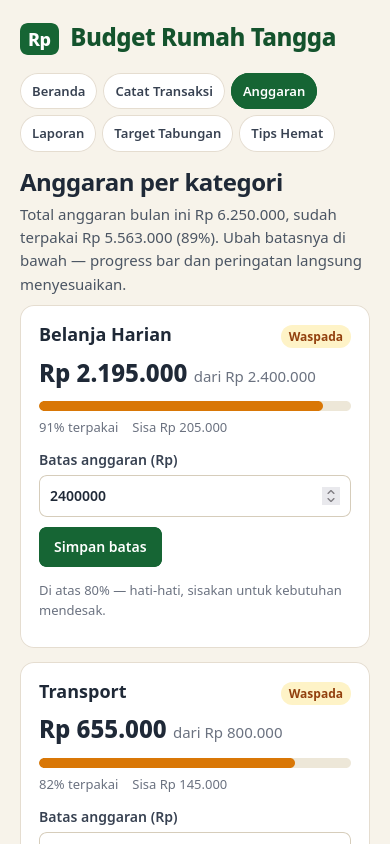 Rp Budget Rumah Tangga
Beranda Catat Transaksi Anggaran
Laporan Target Tabungan Tips Hemat
Anggaran per kategori
Total anggaran bulan ini Rp 6.250.000, sudah
terpakai Rp 5.563.000 (89%). Ubah batasnya di
bawah — progress bar dan peringatan langsung
menyesuaikan.
Belanja Harian Waspada
Rp 2.195.000 dari Rp 2.400.000
91% terpakai Sisa Rp 205.000
Batas anggaran (Rp)
2400000
Simpan batas
Di atas 80% — hati-hati, sisakan untuk kebutuhan
mendesak.
Transport Waspada
Rp 655.000 dari Rp 800.000
82% terpakai Sisa Rp 145.000
Batas anggaran (Rp)